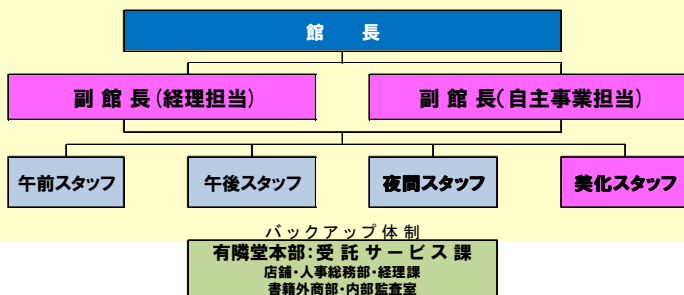 館 長
副 館 長 (経理担当)
副 館 長(自主事業担当)
午前スタッフ
午後スタッフ
夜間スタッフ
美化スタッフ
バックアップ体制
有隣堂本部:受託サービス課
店舗・人事総務部・経理課
書籍外商部・内部監査室